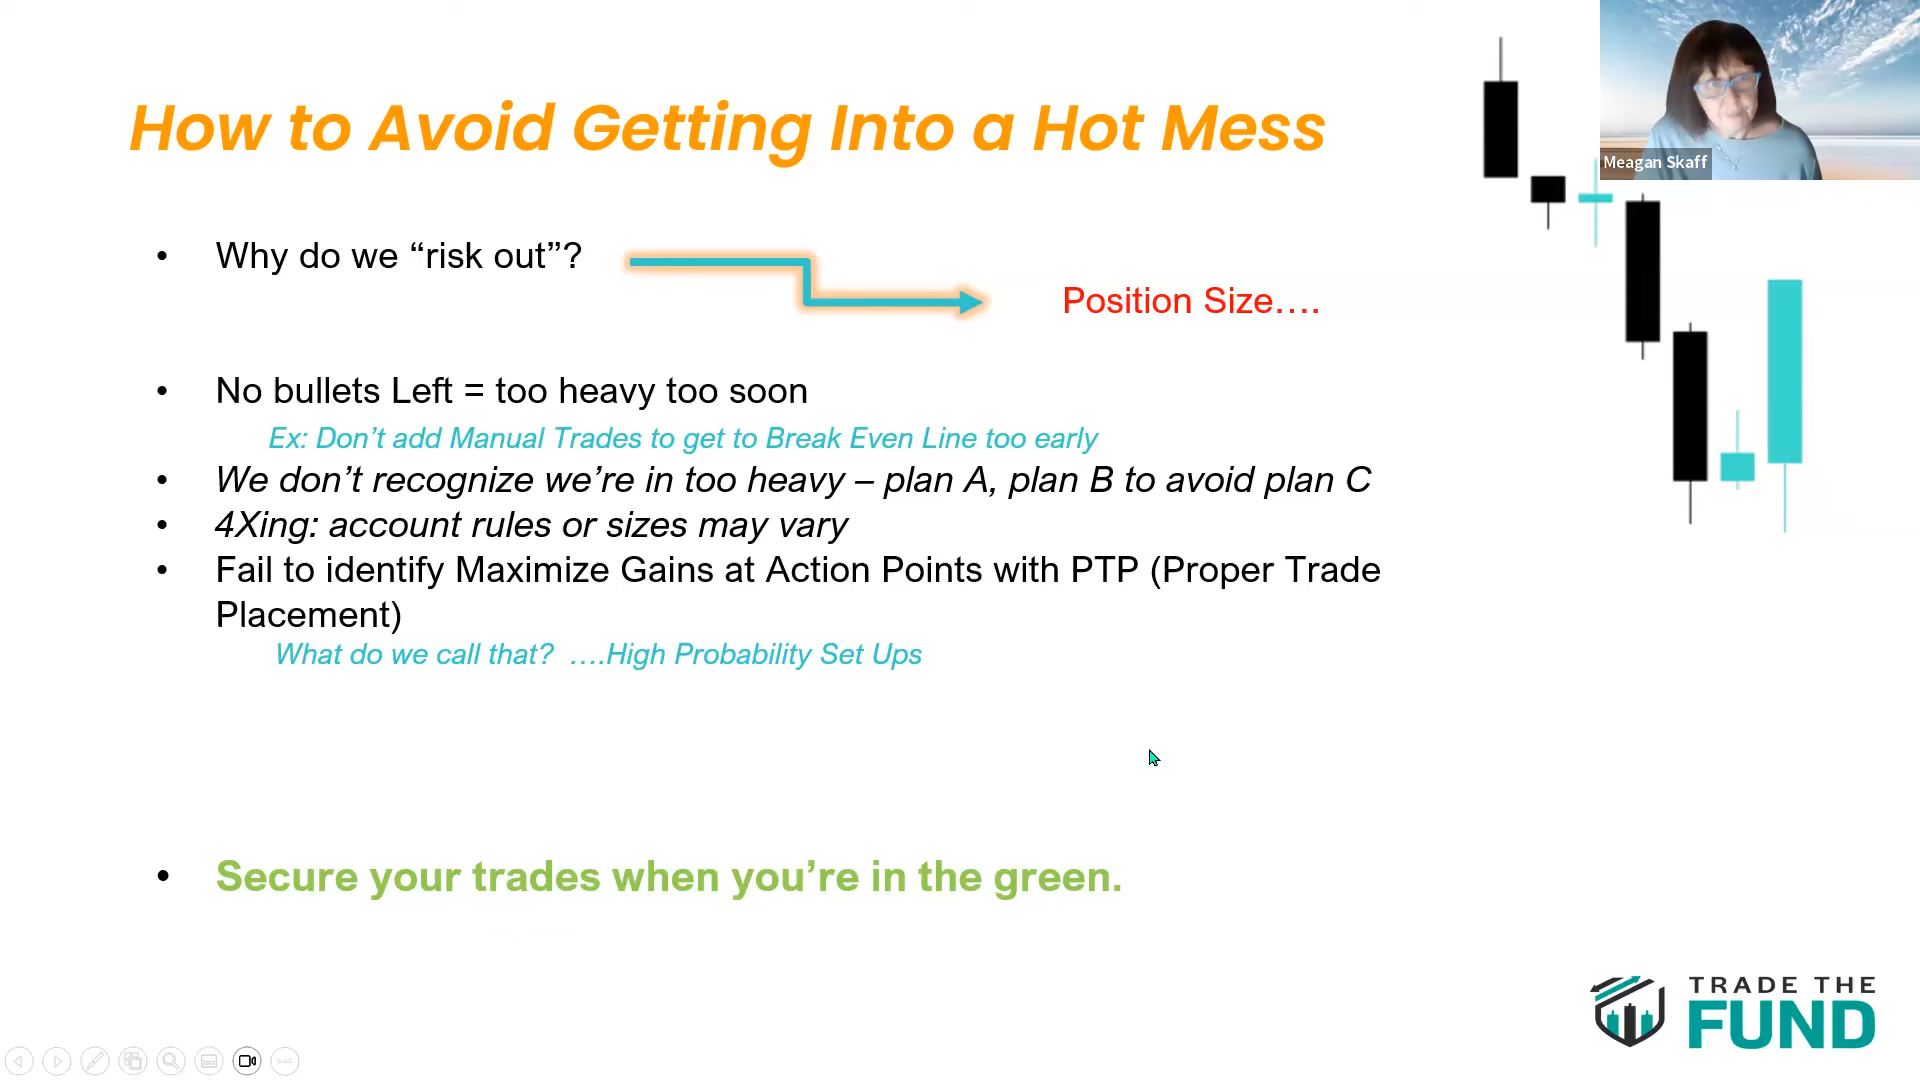 How to Avoid Getting Into a Hot Mess
Meagan Skaff
• Why do we “risk out”?
Position Size….
• No bullets Left = too heavy too soon
Ex: Don’t add Manual Trades to get to Break Even Line too early
• We don’t recognize we’re in too heavy – plan A, plan B to avoid plan C
• 4Xing: account rules or sizes may vary
• Fail to identify Maximize Gains at Action Points with PTP (Proper Trade
Placement)
What do we call that? ….High Probability Set Ups
• Secure your trades when you’re in the green.
TRADE THE
FUND